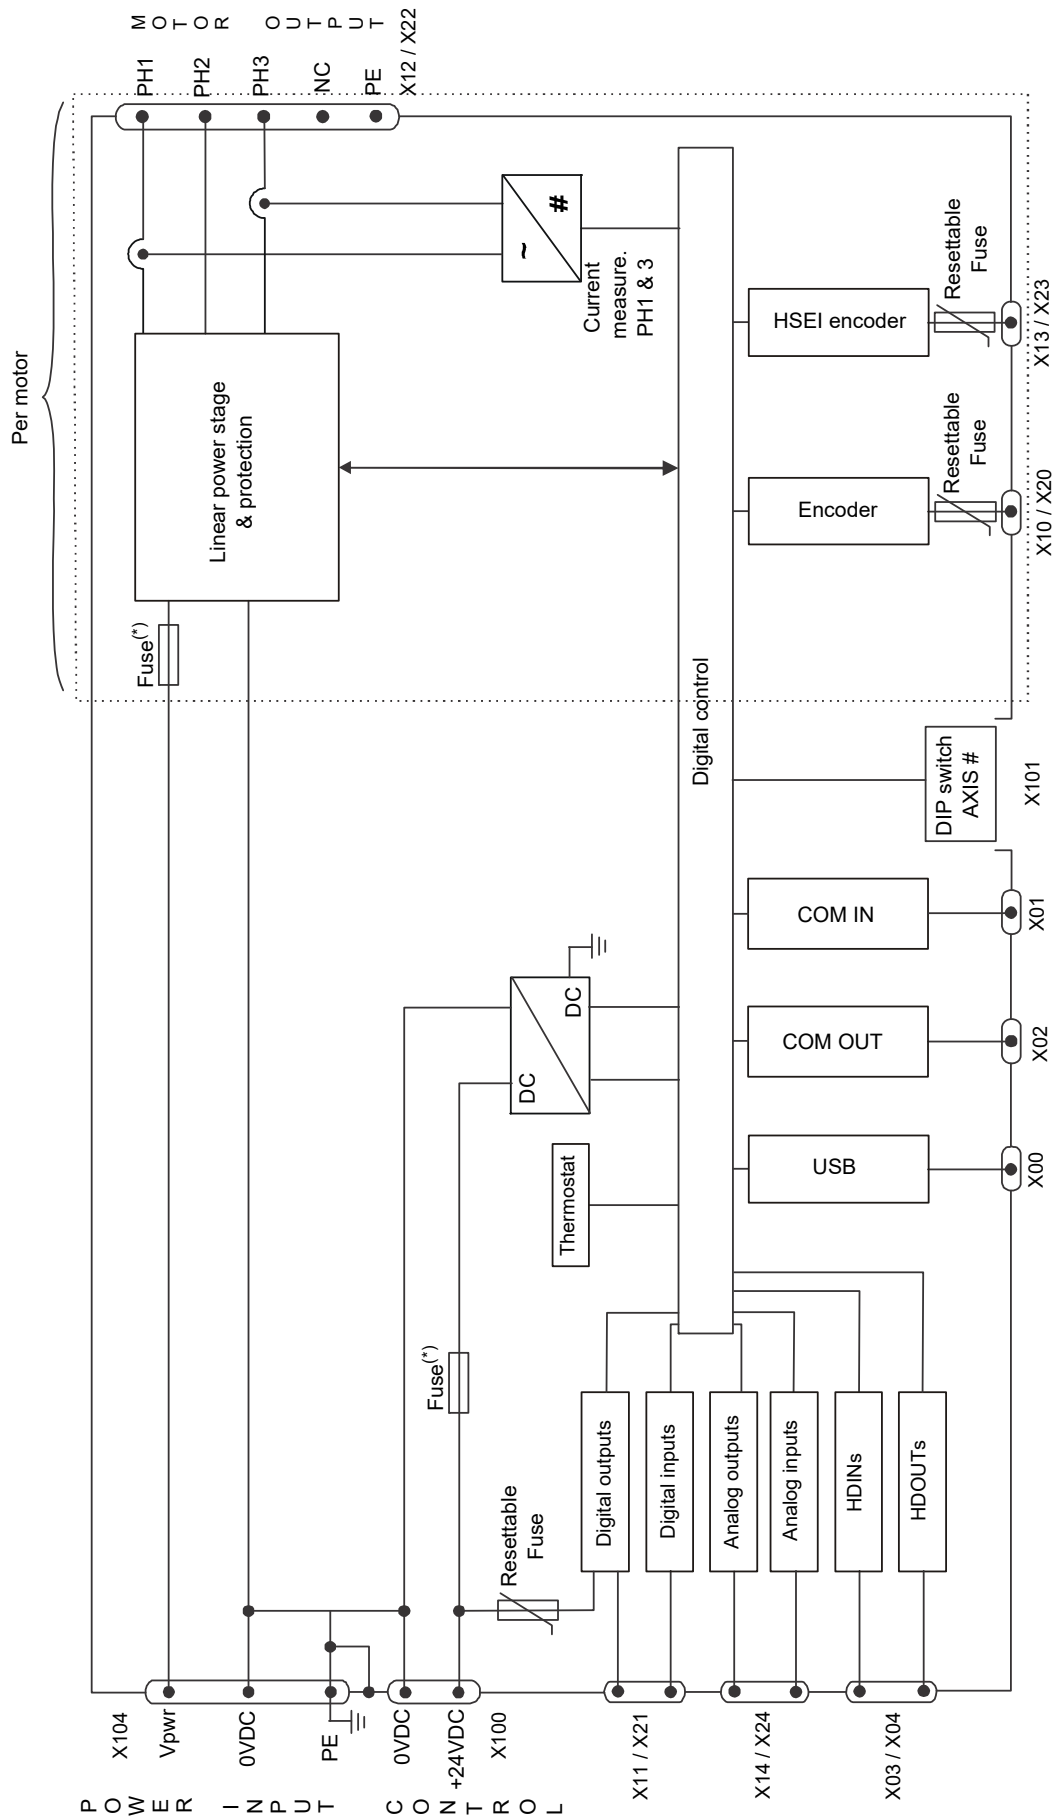 Per motor
MOTOR OUTPUT
PH1
PH2
PH3
NC
PE
X12 / X22
Linear power stage
& protection
Fuse(*)
~
#
Current
measure.
PH1 & 3
HSEI encoder
Resettable
Fuse
X13 / X23
Encoder
Resettable
Fuse
X10 / X20
Digital control
DIP switch
AXIS #
X101
COM IN
X01
COM OUT
X02
USB
X00
DC
DC
Thermostat
Fuse(*)
Resettable
Fuse
Digital outputs
Digital inputs
Analog outputs
Analog inputs
HDINs
HDOUTs
POWER INPUT
X104
Vpwr
0VDC
PE
CONTROL
0VDC
+24VDC
X100
X11 / X21
X14 / X24
X03 / X04